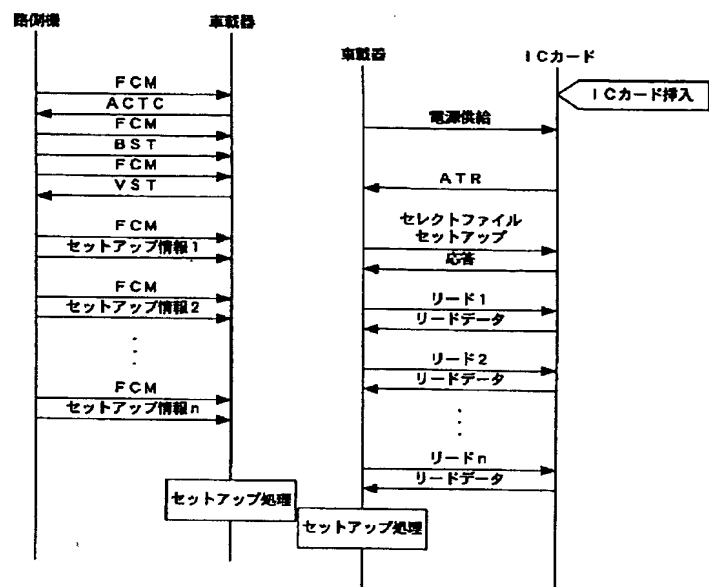 路側機
車載器
FCM
ACTC
FCM
BST
FCM
VST
FCM
セットアップ情報1
FCM
セットアップ情報2
FCM
セットアップ情報n
セットアップ処理
車載器
ICカード
ICカード挿入
電源供給
ATR
セレクトファイル
セットアップ
応答
リード1
リードデータ
リード2
リードデータ
リードn
リードデータ
セットアップ処理